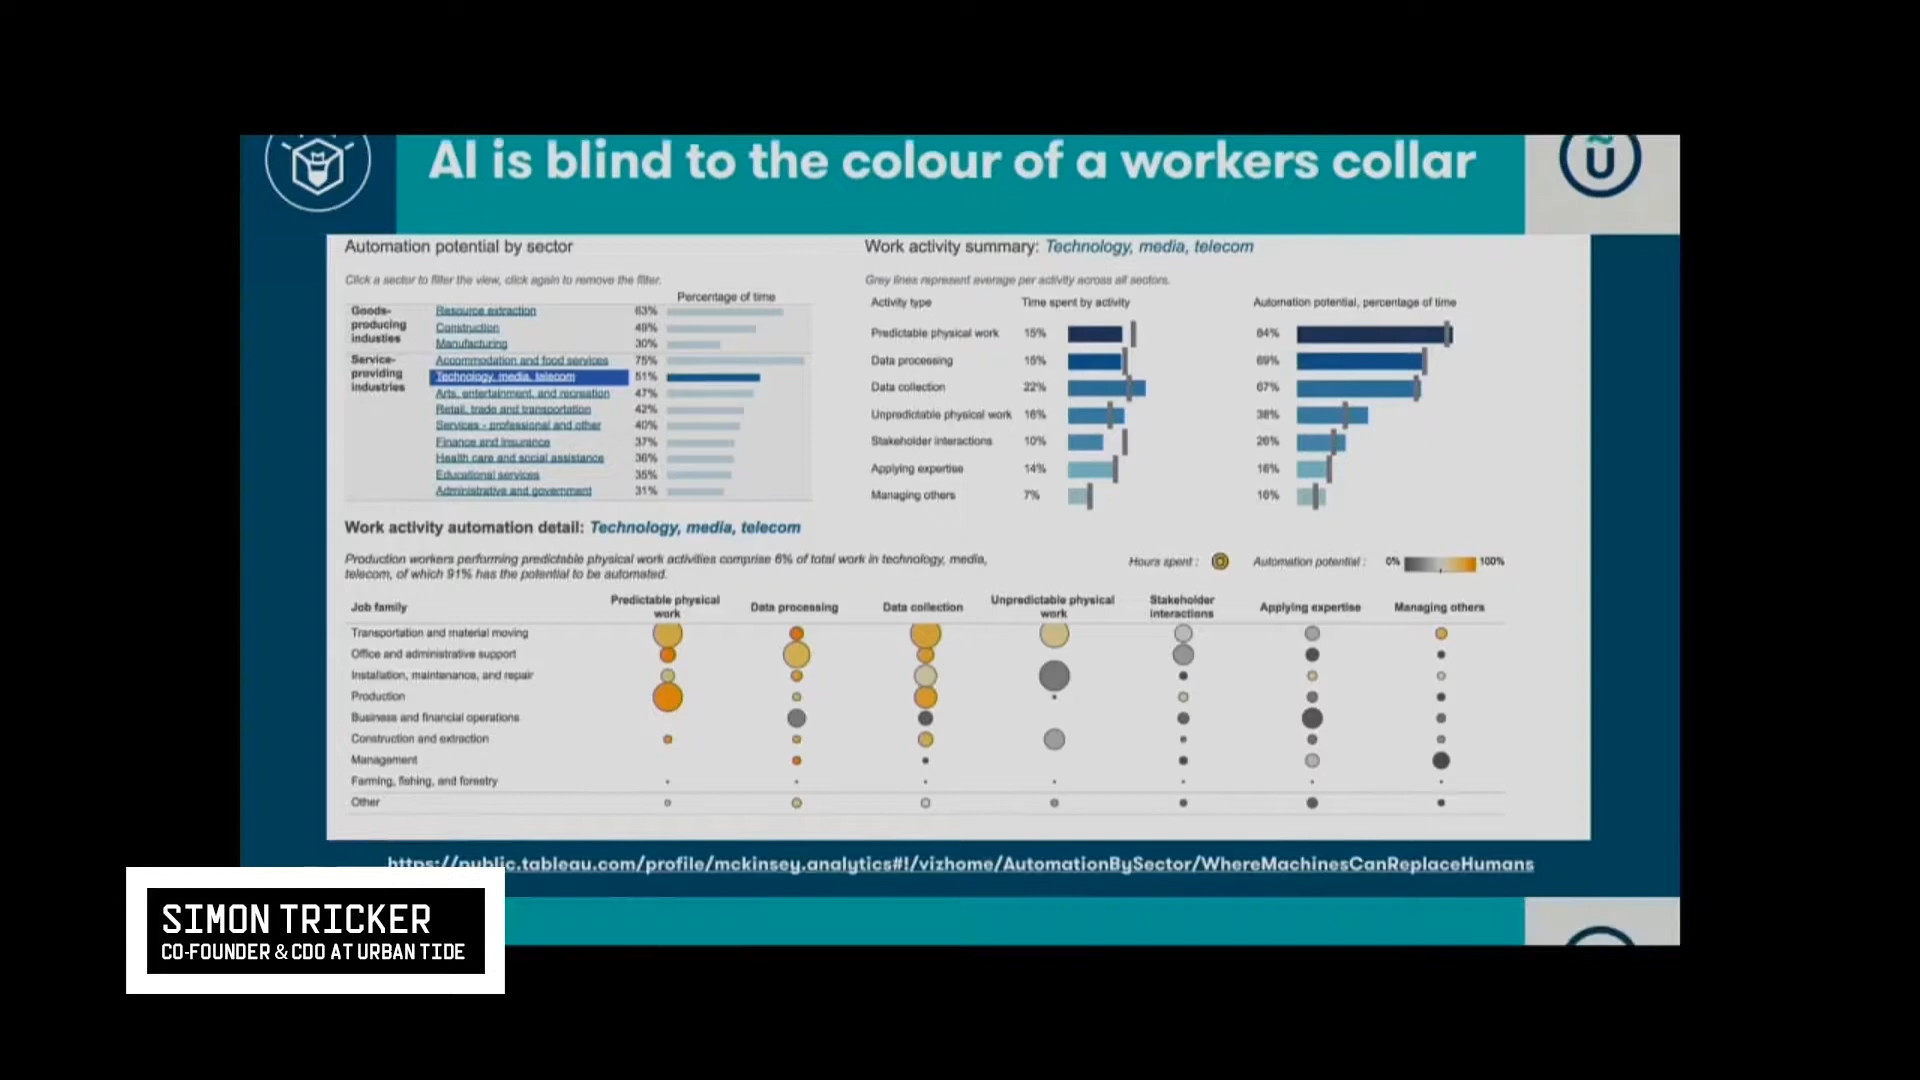 AI is blind to the colour of a workers collar
Ü
Automation potential by sector
Click a sector to filter the view, click again to remove the filter.
Percentage of time
Goods-
producing
industies
Resource extraction 63%
Construction 49%
Manufacturing 30%
Service-
providing
industries
Accommodation and food services 75%
Technology, media, telecom 51%
Arts, entertainment, and recreation 47%
Retail, trade and transportation 42%
Services - professional and other 40%
Finance and insurance 37%
Health care and social assistance 36%
Educational services 35%
Administrative and government 31%
Work activity summary: Technology, media, telecom
Grey lines represent average per activity across all sectors.
Activity type Time spent by activity Automation potential, percentage of time
Predictable physical work 15% 84%
Data processing 15% 69%
Data collection 22% 67%
Unpredictable physical work 16% 38%
Stakeholder interactions 10% 26%
Applying expertise 14% 16%
Managing others 7% 16%
Work activity automation detail: Technology, media, telecom
Production workers performing predictable physical work activities comprise 6% of total work in technology, media,
telecom, of which 91% has the potential to be automated.
Hours spent : Automation potential : 0% 100%
Job family
Predictable physical
work
Data processing
Data collection
Unpredictable physical
work
Stakeholder
interactions
Applying expertise
Managing others
Transportation and material moving
Office and administrative support
Installation, maintenance, and repair
Production
Business and financial operations
Construction and extraction
Management
Farming, fishing, and forestry
Other
https://public.tableau.com/profile/mckinsey.analytics#!/vizhome/AutomationBySector/WhereMachinesCanReplaceHumans
SIMON TRICKER
CO-FOUNDER & CDO AT URBAN TIDE